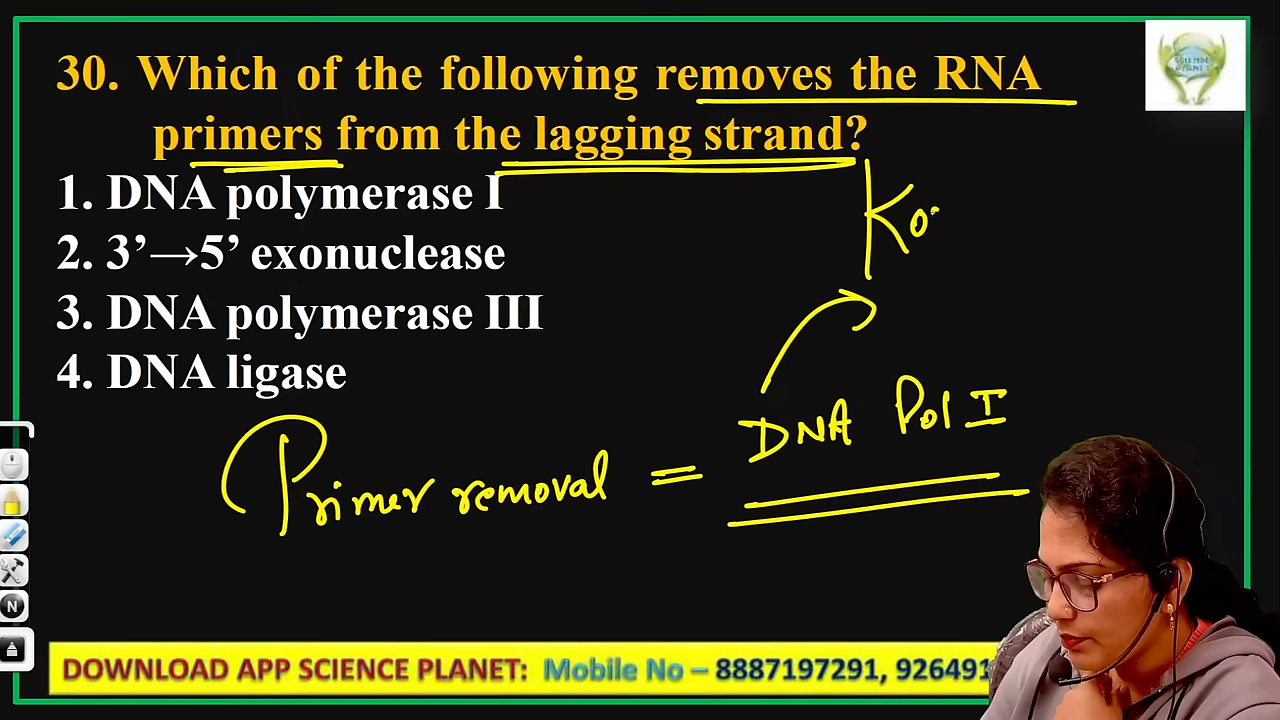 30. Which of the following removes the RNA
primers from the lagging strand?
1. DNA polymerase I
2. 3’→5’ exonuclease
3. DNA polymerase III
4. DNA ligase
Ko
DNA Pol I
Primer removal =
SCIENCE
PLANET
N
DOWNLOAD APP SCIENCE PLANET: Mobile No – 8887197291, 926491